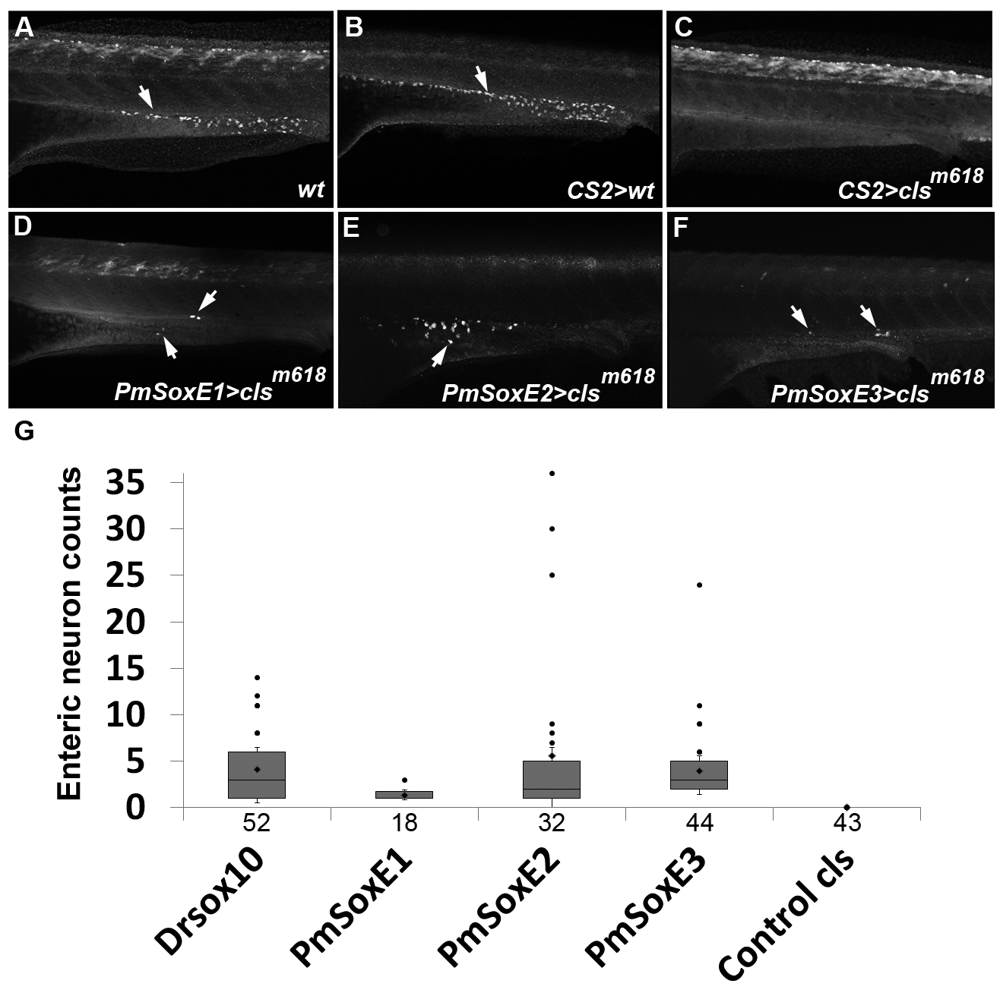 A
wt
B
CS2>wt
C
CS2>cls^m618
D
PmSoxE1>cls^m618
E
PmSoxE2>cls^m618
F
PmSoxE3>cls^m618
G
Enteric neuron counts
35
30
25
20
15
10
5
0
52
18
32
44
43
Drsox10
PmSoxE1
PmSoxE2
PmSoxE3
Control cls